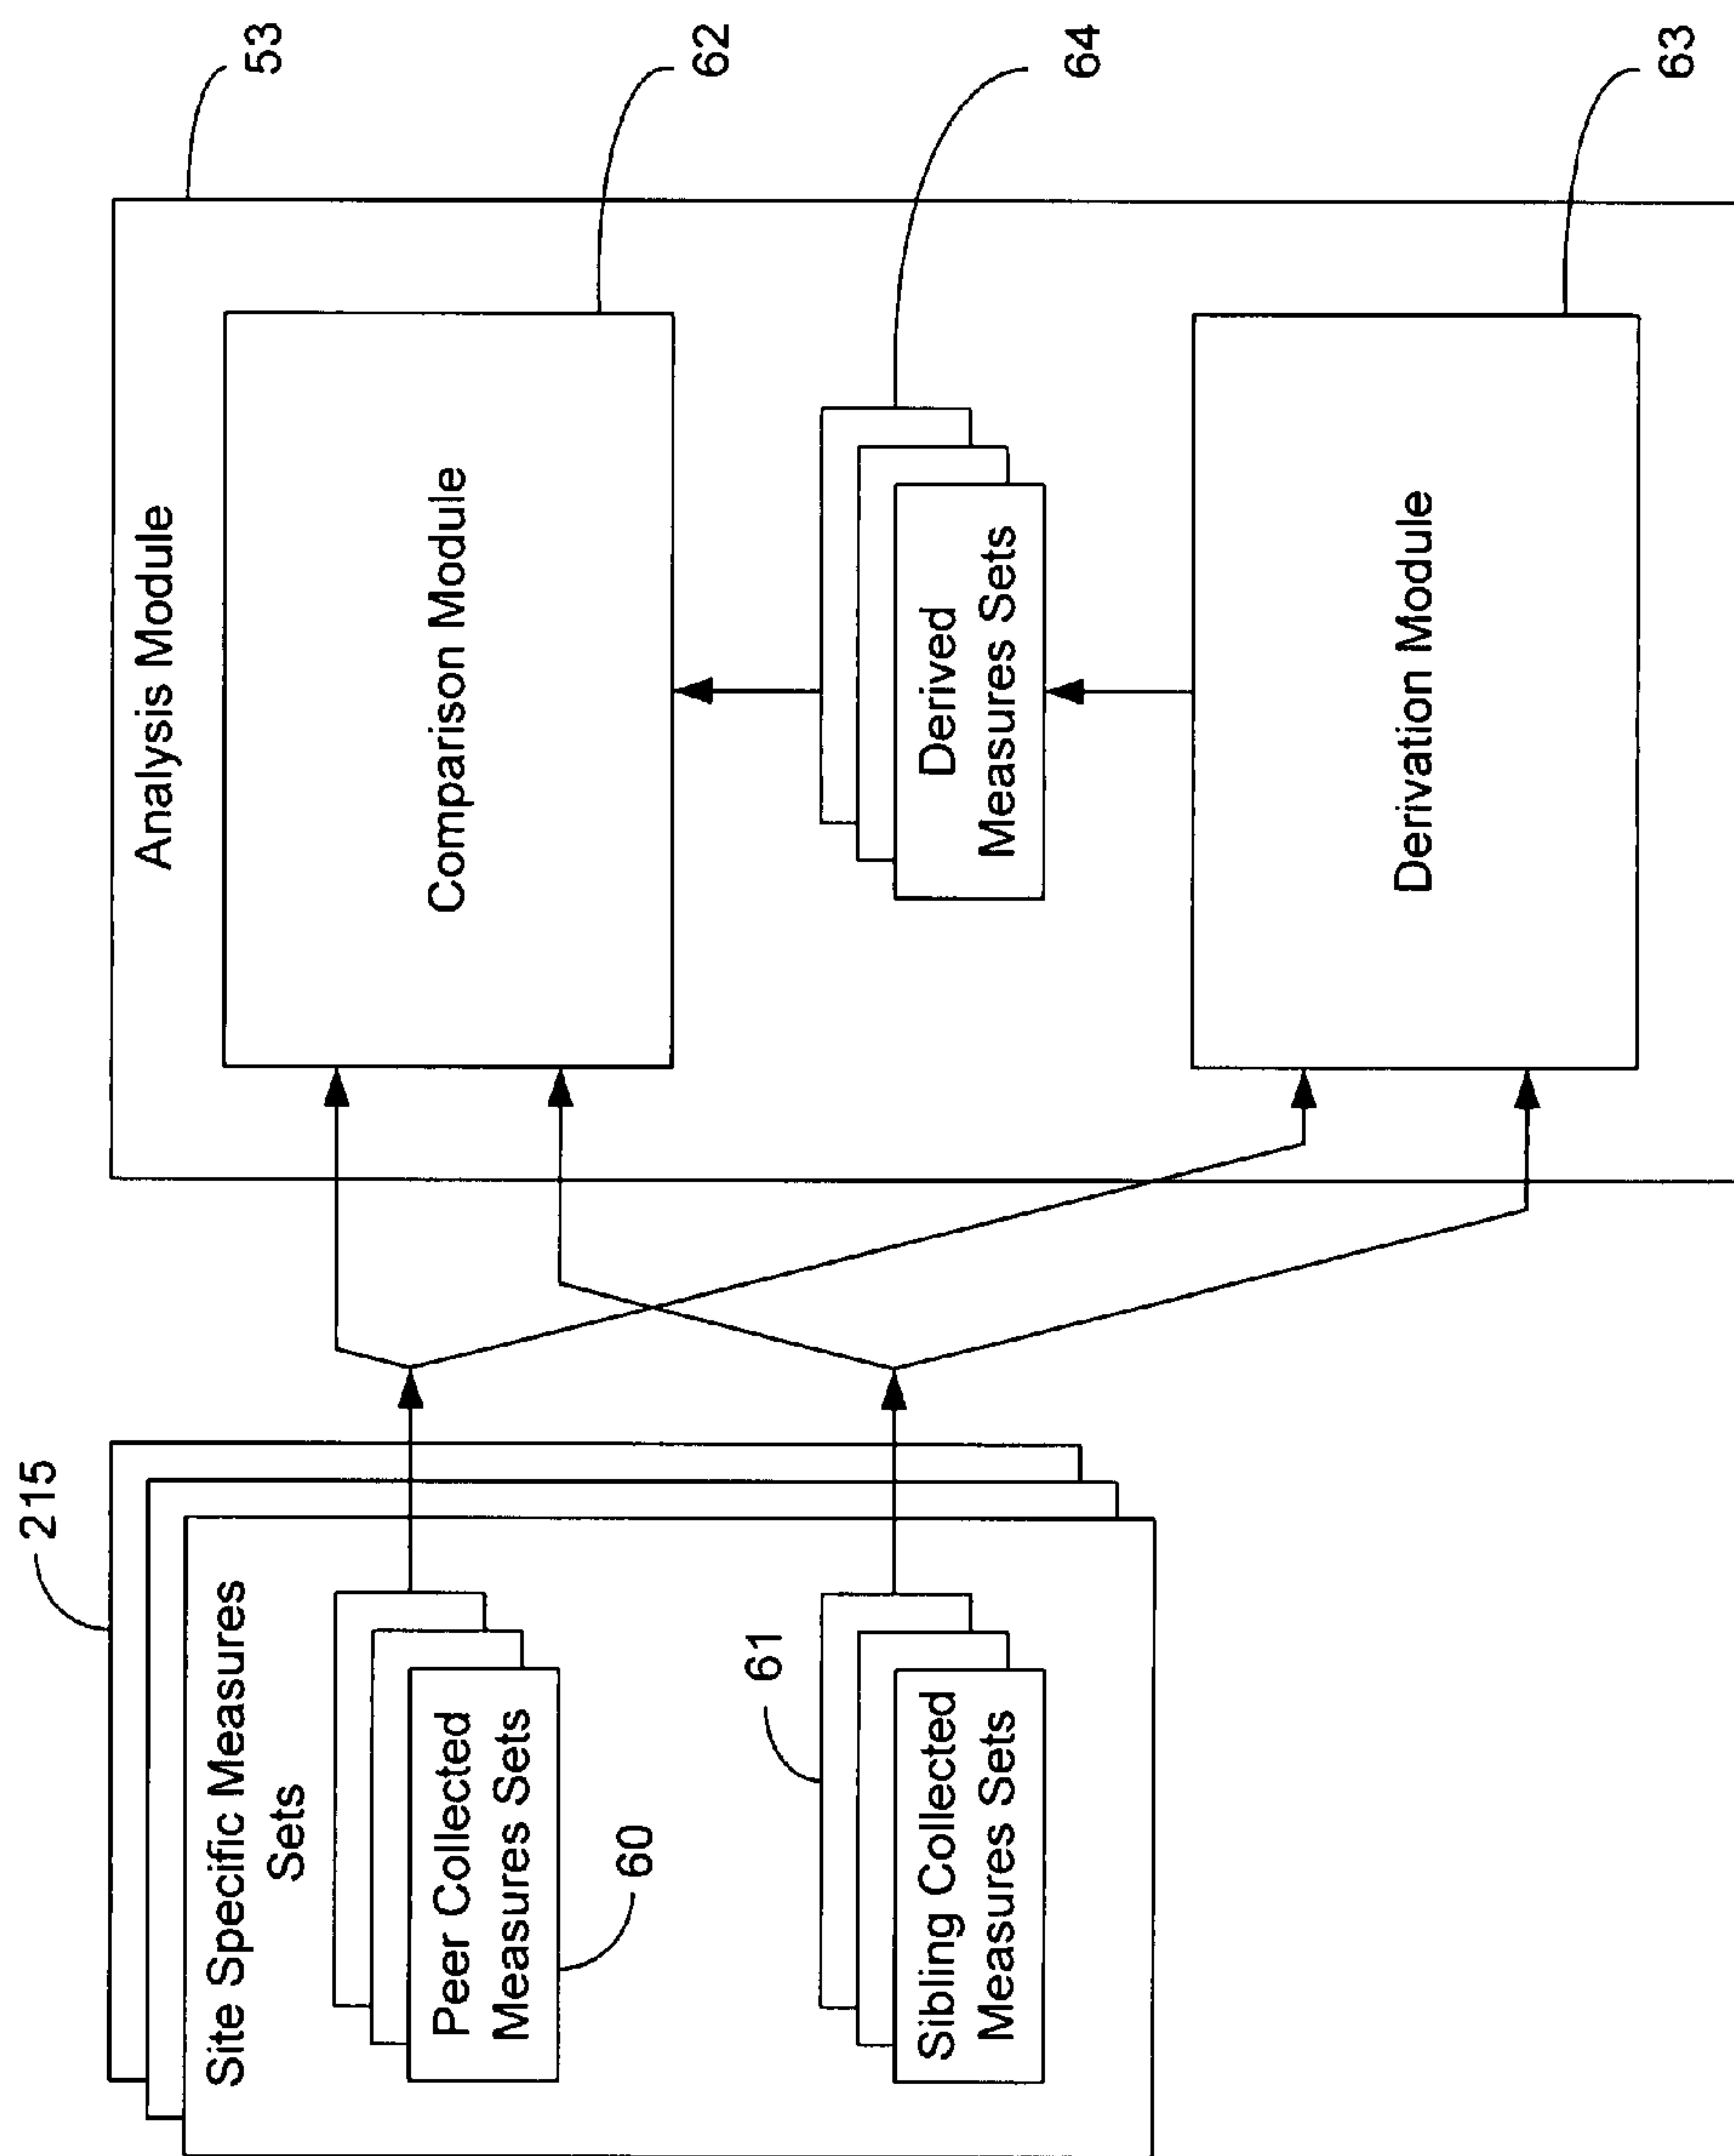 215
Site Specific Measures
Sets
Peer Collected
Measures Sets
60
61
Sibling Collected
Measures Sets
53
Analysis Module
Comparison Module
62
Derived
Measures Sets
64
Derivation Module
63